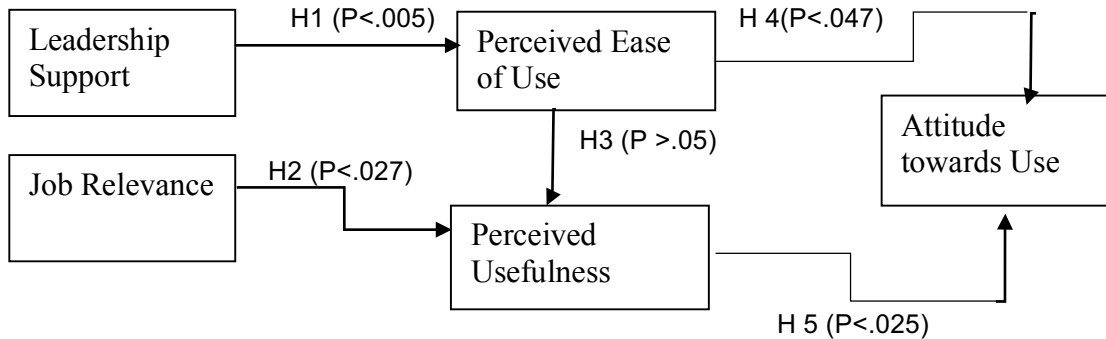 H1 (P<.005)
H 4(P<.047)
Leadership
Support
Perceived Ease
of Use
H3 (P >.05)
Attitude
towards Use
Job Relevance
H2 (P<.027)
Perceived
Usefulness
H 5 (P<.025)